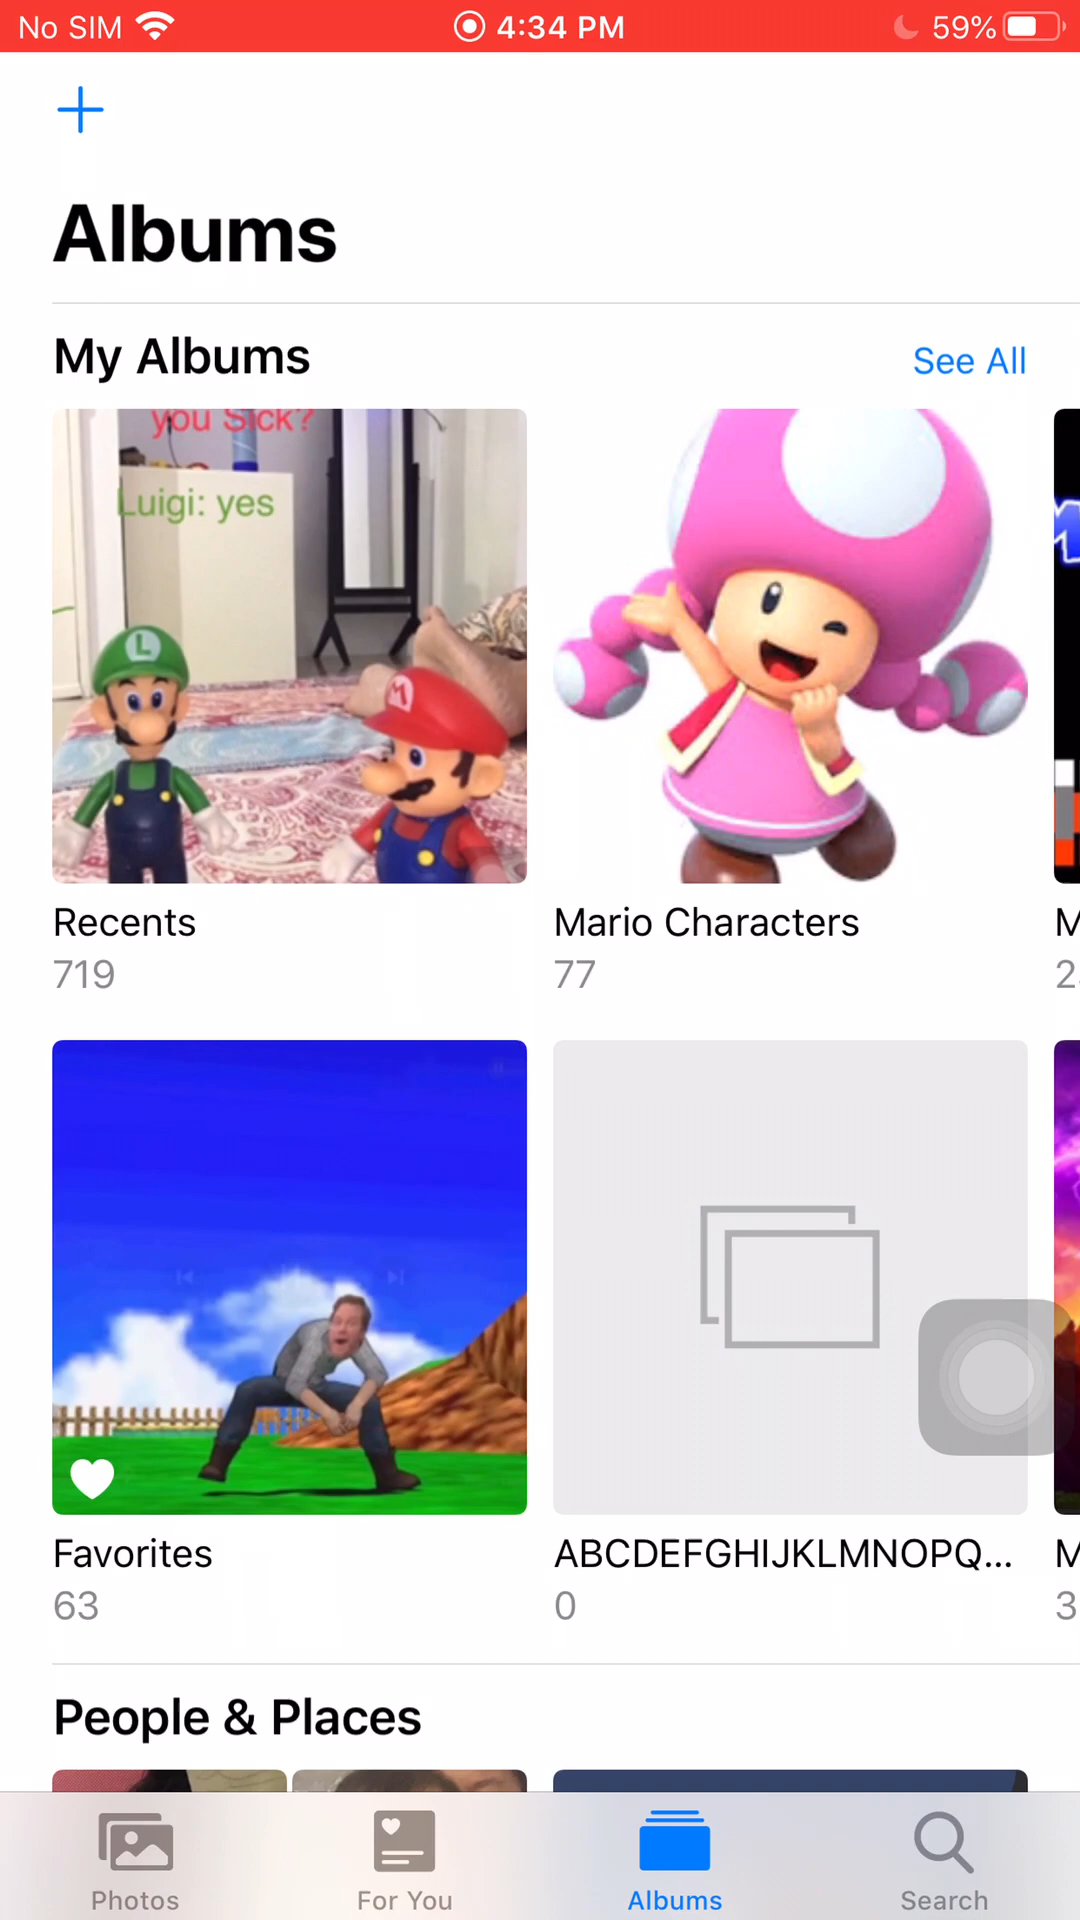 No SIM 4:34 PM 59%
Albums
My Albums See All
you Sick?
Luigi: yes
L
M
Recents
719
Mario Characters
77
M
Favorites
63
ABCDEFGHIJKLMNOPQ...
0
M
3
People & Places
Photos For You Albums Search